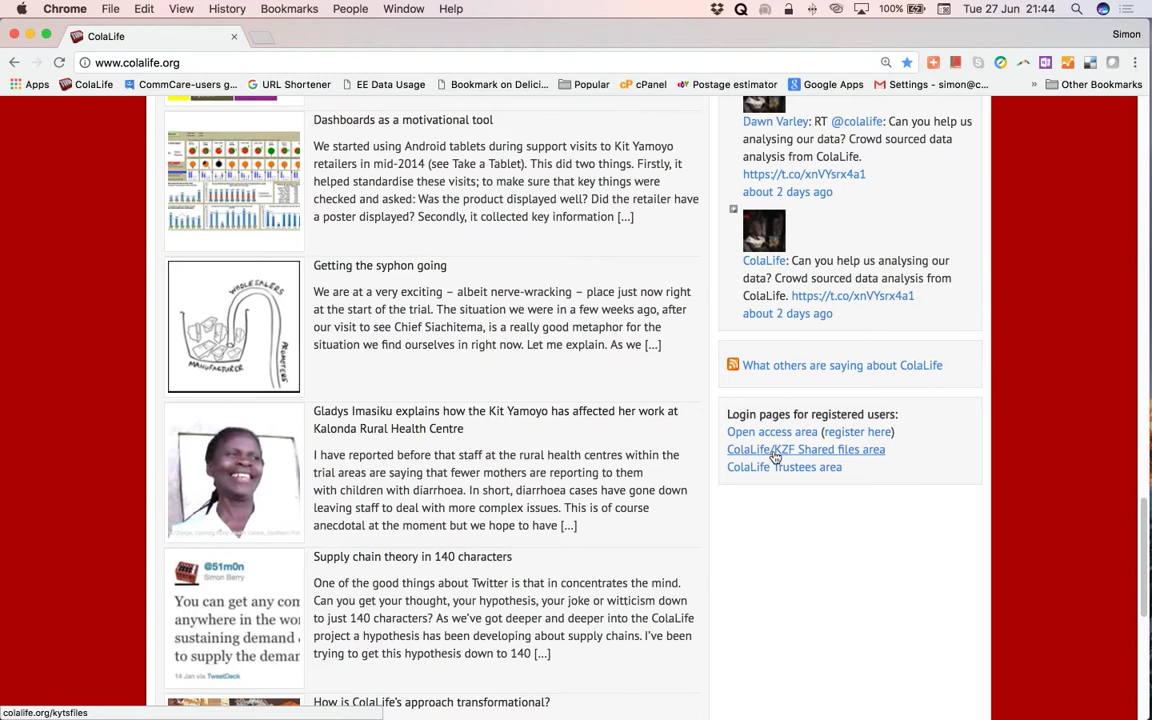 Chrome File Edit View History Bookmarks People Window Help 100% Tue 27 Jun 21:44
ColaLife Simon
www.colalife.org
Apps ColaLife CommCare-users g... URL Shortener EE Data Usage Bookmark on Delici... Popular cPanel Postage estimator Google Apps Settings - simon@c... » Other Bookmarks
Dashboards as a motivational tool
We started using Android tablets during support visits to Kit Yamoyo
retailers in mid-2014 (see Take a Tablet). This did two things. Firstly, it
helped standardise these visits; to make sure that key things were
checked and asked: Was the product displayed well? Did the retailer have
a poster displayed? Secondly, it collected key information [...]
Getting the syphon going
We are at a very exciting – albeit nerve-wracking – place just now right
at the start of the trial. The situation we were in a few weeks ago, after
our visit to see Chief Siachitema, is a really good metaphor for the
situation we find ourselves in right now. Let me explain. As we [...]
WHOLESALERS
MANUFACTURER
PROMOTERS
Gladys Imasiku explains how the Kit Yamoyo has affected her work at
Kalonda Rural Health Centre
I have reported before that staff at the rural health centres within the
trial areas are saying that fewer mothers are reporting to them
with children with diarrhoea. In short, diarrhoea cases have gone down
leaving staff to deal with more complex issues. This is of course
anecdotal at the moment but we hope to have [...]
Supply chain theory in 140 characters
One of the good things about Twitter is that in concentrates the mind.
Can you get your thought, your hypothesis, your joke or witticism down
to just 140 characters? As we've got deeper and deeper into the ColaLife
project a hypothesis has been developing about supply chains. I've been
trying to get this hypothesis down to 140 [...]
@51m0n
Simon Berry
You can get any com
anywhere in the wo
sustaining demand
to supply the deman
14 Jan via TweetDeck
How is ColaLife's approach transformational?
Dawn Varley: RT @colalife: Can you help us
analysing our data? Crowd sourced data
analysis from ColaLife.
https://t.co/xnVYsrx4a1
about 2 days ago
ColaLife: Can you help us analysing our
data? Crowd sourced data analysis from
ColaLife. https://t.co/xnVYsrx4a1
about 2 days ago
What others are saying about ColaLife
Login pages for registered users:
Open access area (register here)
ColaLife/KZF Shared files area
ColaLife Trustees area
colalife.org/kytsfiles